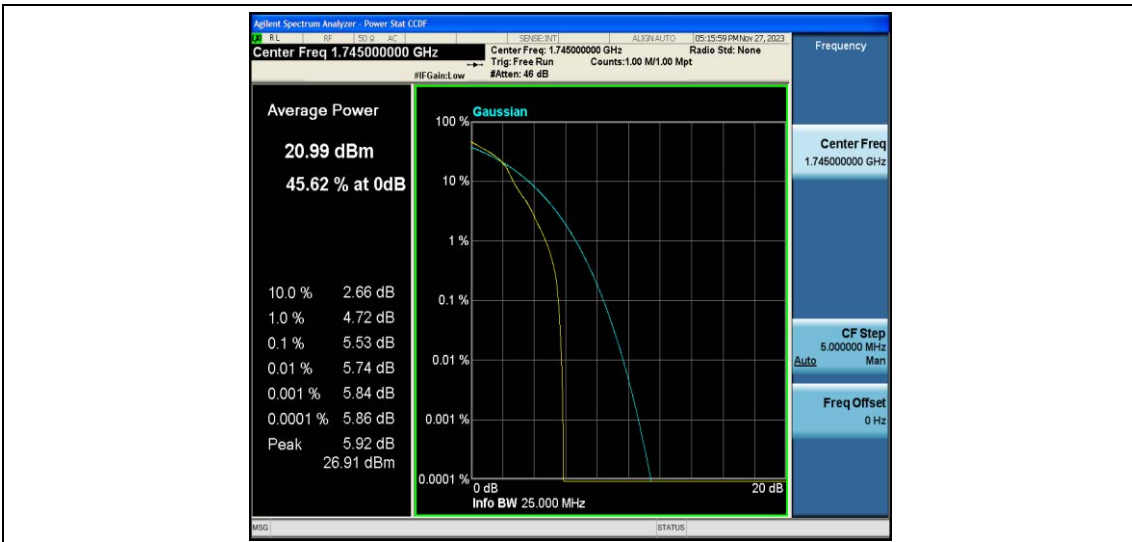 Agilent Spectrum Analyzer - Power Stat CCDF
LXI RL RF 50 Ω AC SENSE:INT ALIGNAUTO 05:15:59 PM Nov 27, 2023
Center Freq 1.745000000 GHz
Center Freq: 1.745000000 GHz Radio Std: None
Trig: Free Run Counts:1.00 M/1.00 Mpt
#IFGain:Low #Atten: 46 dB
Frequency
Average Power
20.99 dBm
45.62 % at 0dB
10.0 % 2.66 dB
1.0 % 4.72 dB
0.1 % 5.53 dB
0.01 % 5.74 dB
0.001 % 5.84 dB
0.0001 % 5.86 dB
Peak 5.92 dB
26.91 dBm
Gaussian
100 %
10 %
1 %
0.1 %
0.01 %
0.001 %
0.0001 %
0 dB 20 dB
Info BW 25.000 MHz
Center Freq
1.745000000 GHz
CF Step
5.000000 MHz
Auto Man
Freq Offset
0 Hz
MSG STATUS